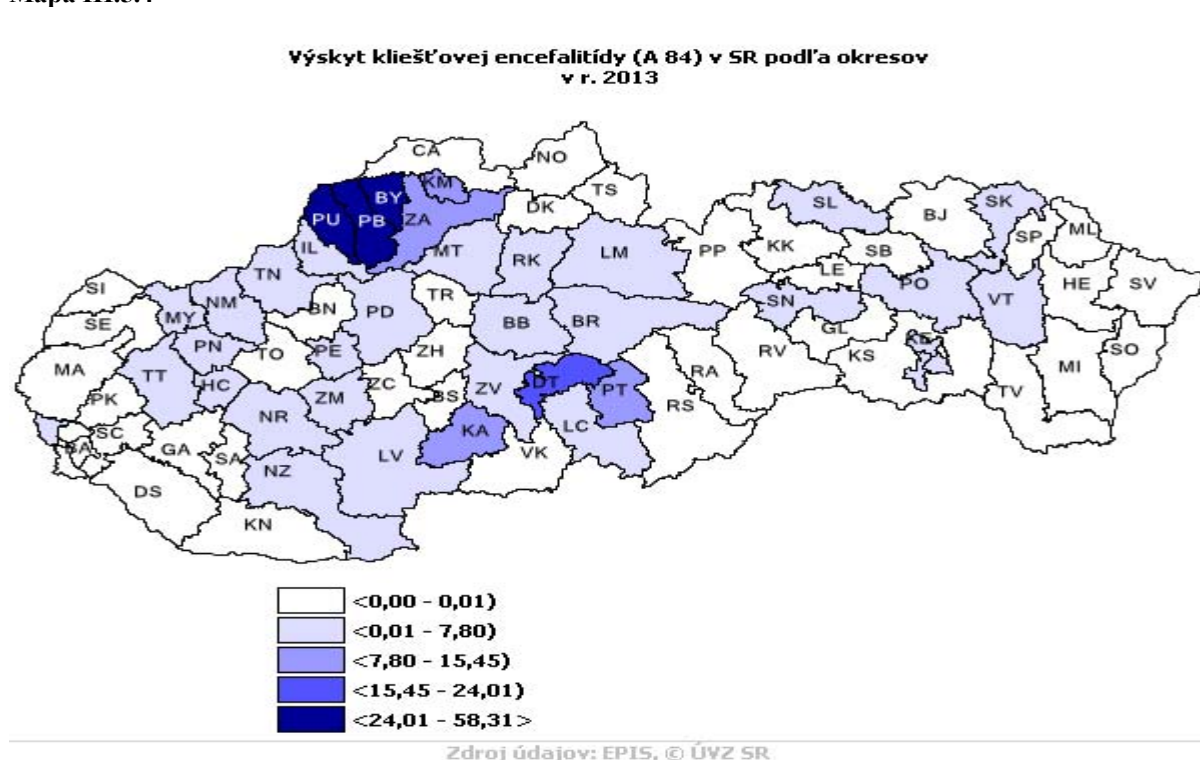 Výskyt kliešťovej encefalitídy (A 84) v SR podľa okresov
v r. 2013
CA
NO
TS
KM
BY
DK
PU
PB
ZA
SL
SK
BJ
SP
ML
IL
MT
RK
LM
PP
KK
SB
LE
TN
SI
NM
BN
PD
TR
SN
PO
VT
HE
SV
MY
SE
BB
BR
GL
PN
TO
PE
ZH
RV
KS
KE
SO
MA
TT
HC
ZM
ZC
BS
ZV
DT
PT
RA
RS
MI
TV
PK
NR
KA
LC
SC
BA
GA
SA
NZ
LV
VK
DS
KN
<0,00 - 0,01)
<0,01 - 7,80)
<7,80 - 15,45)
<15,45 - 24,01)
<24,01 - 58,31>
Zdroj údajov: EPIS, © ÚVZ SR